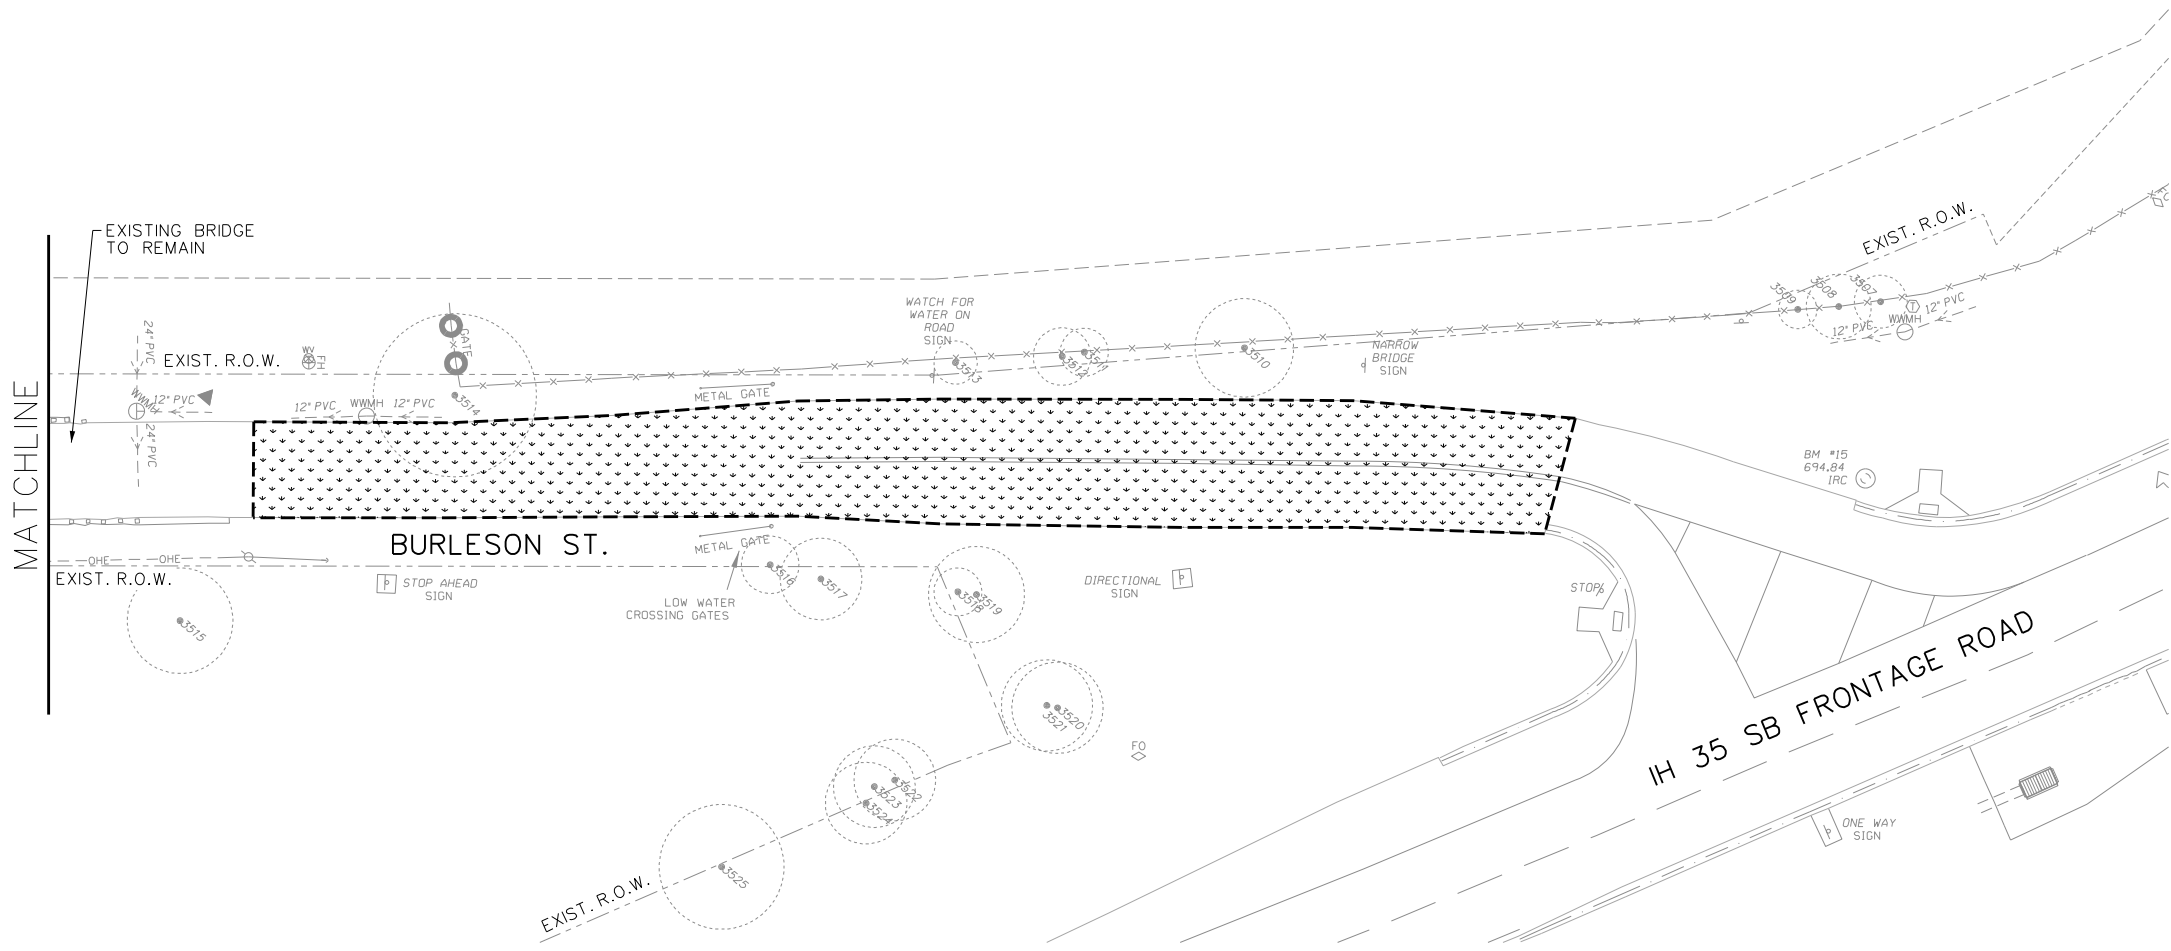 EXISTING BRIDGE
TO REMAIN
MATCHLINE
24" PVC
EXIST. R.O.W.
WV
FH
WWMH
12" PVC
24" PVC
12" PVC
WWMH
12" PVC
GATE
3514
METAL GATE
WATCH FOR
WATER ON
ROAD
SIGN
3513
3512
3511
3510
NARROW
BRIDGE
SIGN
3509
3508
3507
EXIST. R.O.W.
T
WWMH
12" PVC
12" PVC
BM #15
694.84
IRC
BURLESON ST.
OHE
OHE
EXIST. R.O.W.
3515
STOP AHEAD
SIGN
METAL GATE
3516
3517
LOW WATER
CROSSING GATES
3518
3519
DIRECTIONAL
SIGN
STOP
3520
3521
FO
3522
3523
3524
3525
EXIST. R.O.W.
IH 35 SB FRONTAGE ROAD
ONE WAY
SIGN